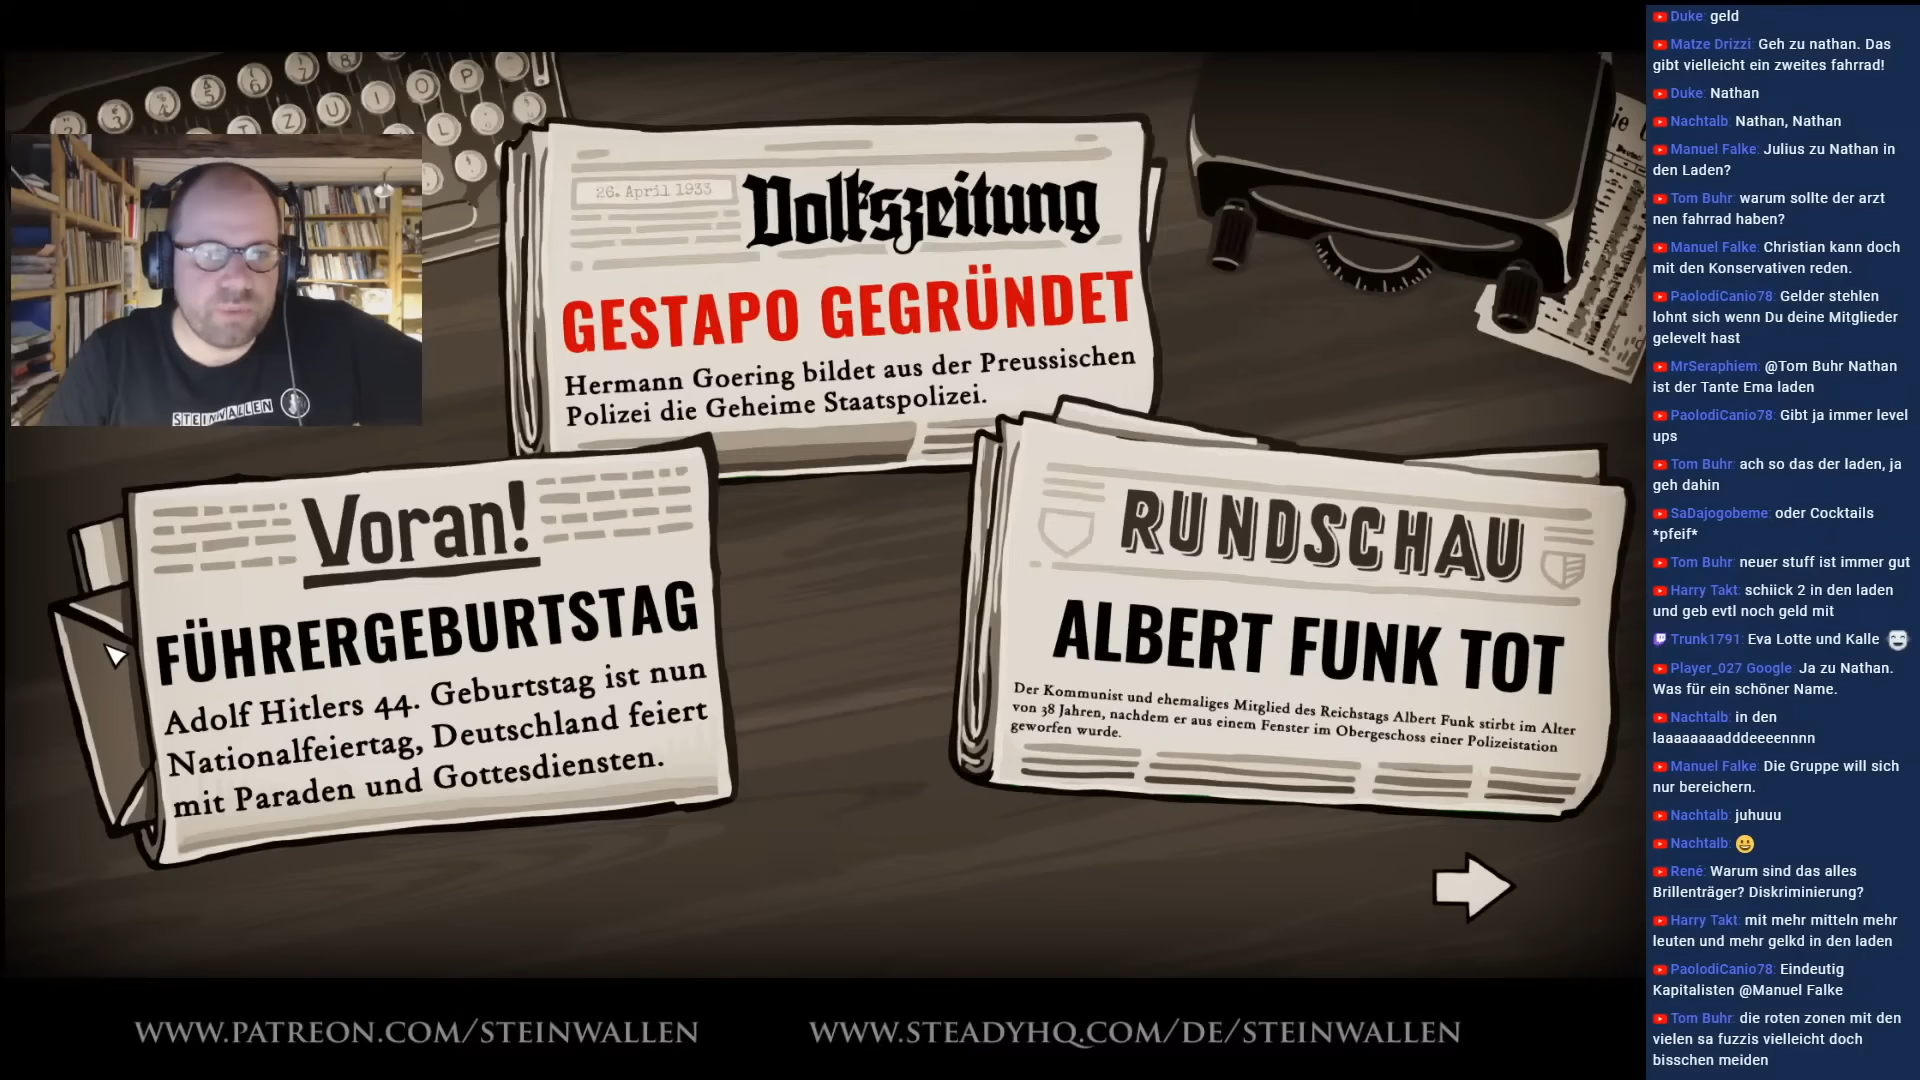 26. April 1933
Volkszeitung
GESTAPO GEGRÜNDET
Hermann Goering bildet aus der Preussischen
Polizei die Geheime Staatspolizei.
STEINWALLEN
Voran!
FÜHRERGEBURTSTAG
Adolf Hitlers 44. Geburtstag ist nun
Nationalfeiertag, Deutschland feiert
mit Paraden und Gottesdiensten.
RUNDSCHAU
ALBERT FUNK TOT
Der Kommunist und ehemaliges Mitglied des Reichstags Albert Funk stirbt im Alter
von 38 Jahren, nachdem er aus einem Fenster im Obergeschoss einer Polizeistation
geworfen wurde.
WWW.PATREON.COM/STEINWALLEN
WWW.STEADYHQ.COM/DE/STEINWALLEN
Duke: geld
Matze Drizzi: Geh zu nathan. Das
gibt vielleicht ein zweites fahrrad!
Duke: Nathan
Nachtalb: Nathan, Nathan
Manuel Falke: Julius zu Nathan in
den Laden?
Tom Buhr: warum sollte der arzt
nen fahrrad haben?
Manuel Falke: Christian kann doch
mit den Konservativen reden.
PaolodiCanio78: Gelder stehlen
lohnt sich wenn Du deine Mitglieder
gelevelt hast
MrSeraphiem: @Tom Buhr Nathan
ist der Tante Ema laden
PaolodiCanio78: Gibt ja immer level
ups
Tom Buhr: ach so das der laden, ja
geh dahin
SaDajogobeme: oder Cocktails
*pfeif*
Tom Buhr: neuer stuff ist immer gut
Harry Takt: schiick 2 in den laden
und geb evtl noch geld mit
Trunk1791: Eva Lotte und Kalle
Player_027 Google: Ja zu Nathan.
Was für ein schöner Name.
Nachtalb: in den
laaaaaaaadddeeeennnn
Manuel Falke: Die Gruppe will sich
nur bereichern.
Nachtalb: juhuuu
Nachtalb: 😀
René: Warum sind das alles
Brillenträger? Diskriminierung?
Harry Takt: mit mehr mitteln mehr
leuten und mehr gelkd in den laden
PaolodiCanio78: Eindeutig
Kapitalisten @Manuel Falke
Tom Buhr: die roten zonen mit den
vielen sa fuzzis vielleicht doch
bisschen meiden